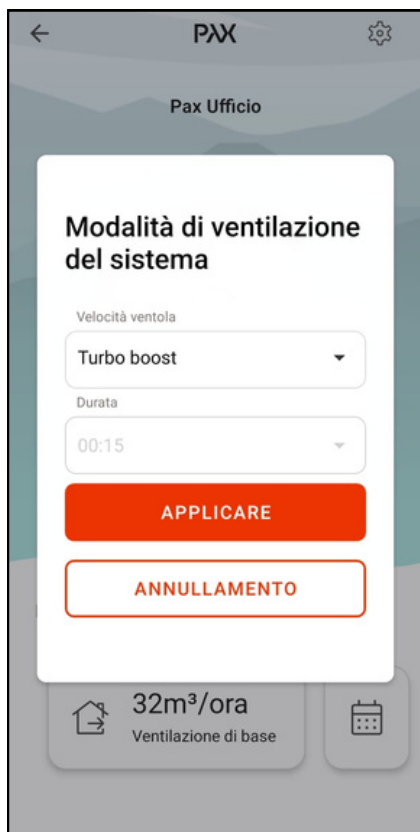 PAX
Pax Ufficio
Modalità di ventilazione
del sistema
Velocità ventola
Turbo boost
Durata
00:15
APPLICARE
ANNULLAMENTO
32m³/ora
Ventilazione di base